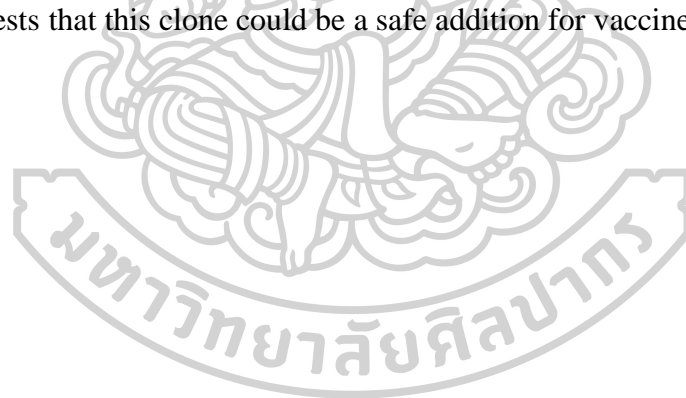 ests that this clone could be a safe addition for vaccine
มหาวิทยาลัยศิลปากร